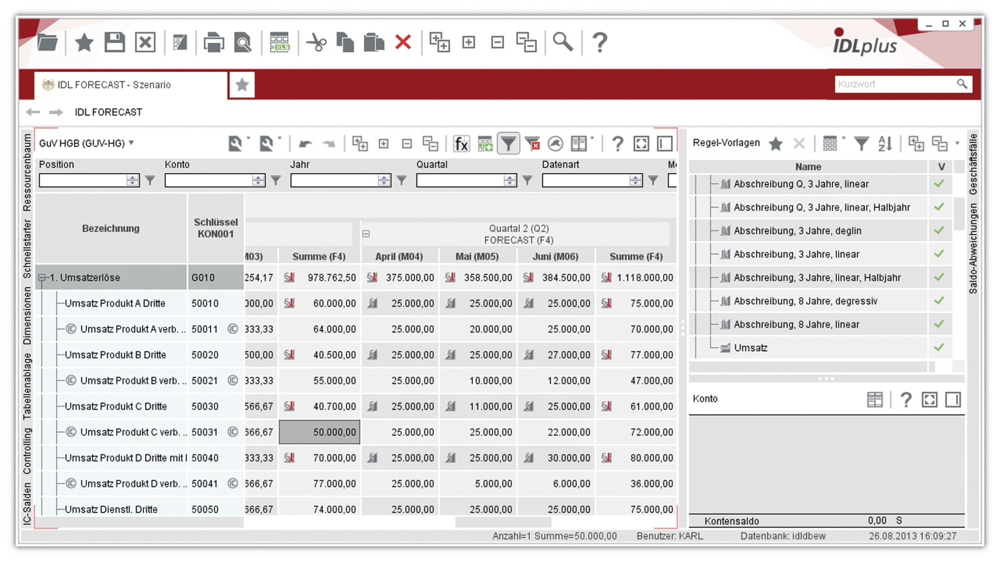 XLS
iDLplus
IDL FORECAST - Szenario
Kurzwort
IDL FORECAST
GuV HGB (GUV-HG)
fx
Regel-Vorlagen
Position Konto Jahr Quartal Datenart
Bezeichnung Schlüssel KON001
Quartal 2 (Q2)
FORECAST (F4)
M03) Summe (F4) April (M04) Mai (M05) Juni (M06) Summe (F4)
1. Umsatzerlöse G010 254,17 978.762,50 375.000,00 358.500,00 384.500,00 1.118.000,00
Umsatz Produkt A Dritte 50010 000,00 60.000,00 25.000,00 25.000,00 25.000,00 75.000,00
IC Umsatz Produkt A verb. .. 50011 IC 333,33 64.000,00 25.000,00 20.000,00 25.000,00 70.000,00
Umsatz Produkt B Dritte 50020 500,00 40.500,00 25.000,00 25.000,00 27.000,00 77.000,00
IC Umsatz Produkt B verb. .. 50021 IC 333,33 55.000,00 25.000,00 10.000,00 12.000,00 47.000,00
Umsatz Produkt C Dritte 50030 566,67 40.700,00 25.000,00 11.000,00 25.000,00 61.000,00
IC Umsatz Produkt C verb. .. 50031 IC 666,67 50.000,00 25.000,00 25.000,00 22.000,00 72.000,00
Umsatz Produkt D Dritte mit 50040 333,33 70.000,00 25.000,00 25.000,00 30.000,00 80.000,00
IC Umsatz Produkt D verb. .. 50041 IC 666,67 77.000,00 25.000,00 5.000,00 6.000,00 36.000,00
Umsatz Dienstl. Dritte 50050 666,67 74.000,00 25.000,00 25.000,00 25.000,00 75.000,00
Name V
Abschreibung Q, 3 Jahre, linear
Abschreibung Q, 3 Jahre, linear, Halbjahr
Abschreibung, 3 Jahre, deglin
Abschreibung, 3 Jahre, linear
Abschreibung, 3 Jahre, linear, Halbjahr
Abschreibung, 8 Jahre, degressiv
Abschreibung, 8 Jahre, linear
Umsatz
Konto
Kontensaldo 0,00 S
Ressourcenbaum
Schnellstarter
Dimensionen
Tabellenablage
Controlling
IC-Salden
Geschäftsfälle
Saldo-Abweichungen
Anzahl=1 Summe=50.000,00 Benutzer: KARL Datenbank: idldbew 26.08.2013 16:09:27